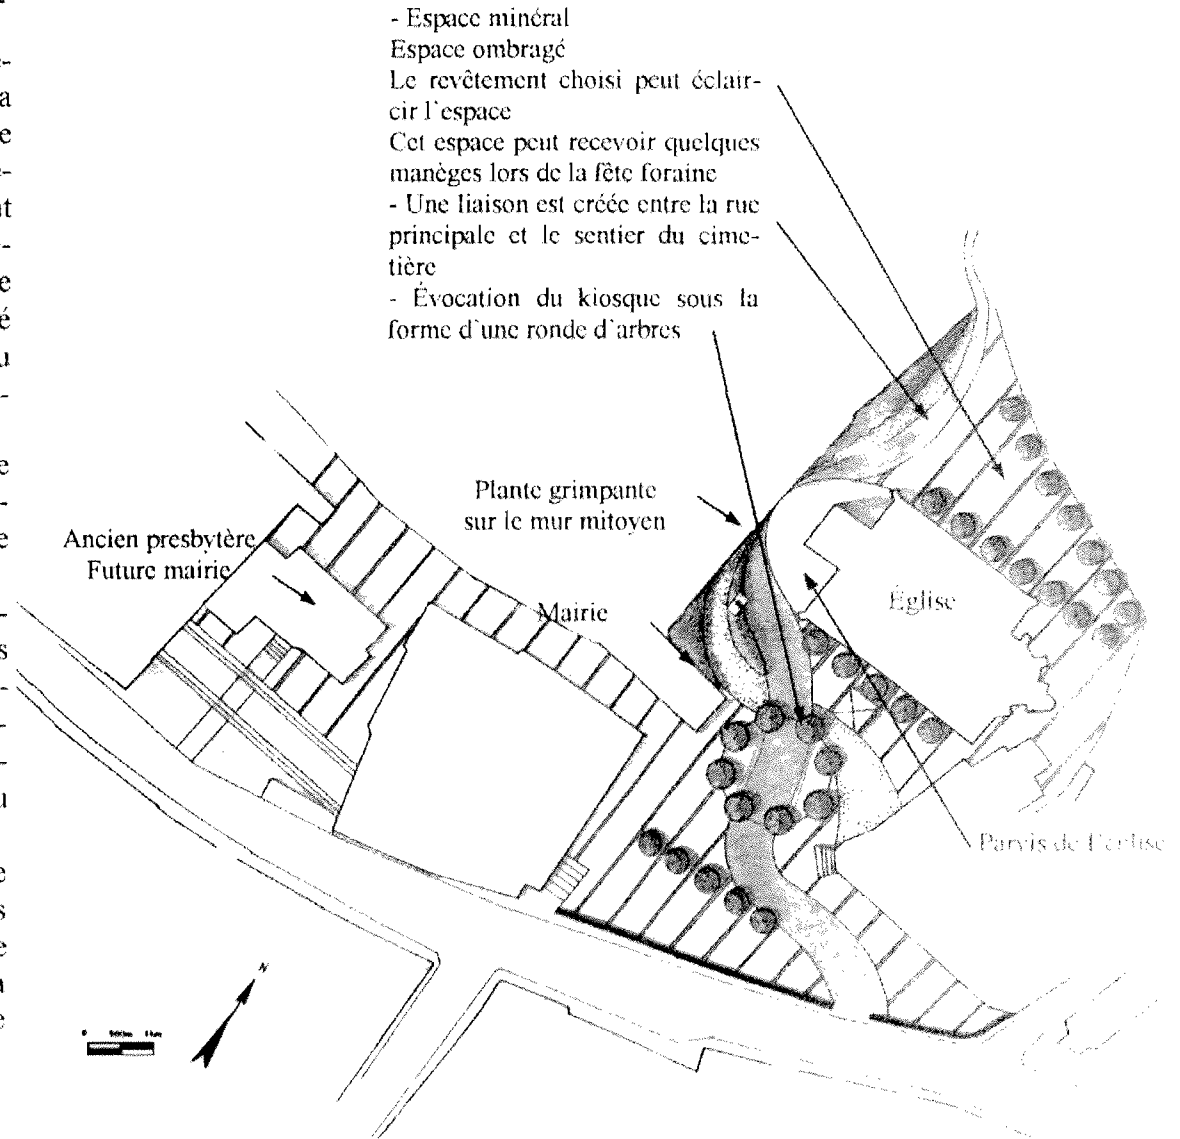 - Espace minéral
Espace ombragé
Le revêtement choisi peut éclair-
cir l'espace
Cet espace peut recevoir quelques
manèges lors de la fête foraine
- Une liaison est créée entre la rue
principale et le sentier du cime-
tière
- Évocation du kiosque sous la
forme d'une ronde d'arbres
Plante grimpante
sur le mur mitoyen
Ancien presbytère
Future mairie
Mairie
Église
Parvis de l'église
N
0